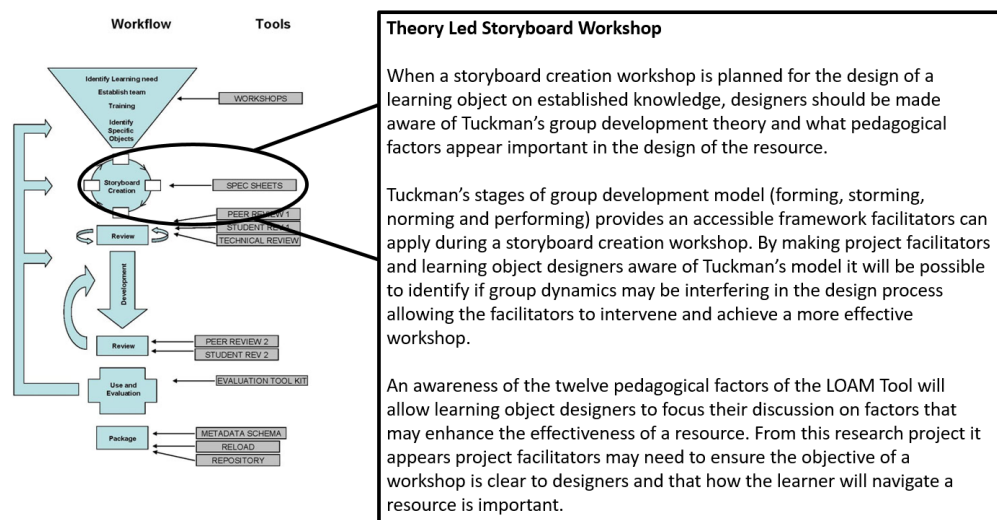 Workflow
Tools
Identify Learning need
Establish team
Training
Identify
Specific
Objects
WORKSHOPS
Storyboard
Creation
SPEC SHEETS
PEER REVIEW 1
STUDENT REV 1
TECHNICAL REVIEW
Review
Development
Review
PEER REVIEW 2
STUDENT REV 2
Use and
Evaluation
EVALUATION TOOL KIT
Package
METADATA SCHEMA
RELOAD
REPOSITORY
Theory Led Storyboard Workshop
When a storyboard creation workshop is planned for the design of a
learning object on established knowledge, designers should be made
aware of Tuckman's group development theory and what pedagogical
factors appear important in the design of the resource.
Tuckman's stages of group development model (forming, storming,
norming and performing) provides an accessible framework facilitators can
apply during a storyboard creation workshop. By making project facilitators
and learning object designers aware of Tuckman's model it will be possible
to identify if group dynamics may be interfering in the design process
allowing the facilitators to intervene and achieve a more effective
workshop.
An awareness of the twelve pedagogical factors of the LOAM Tool will
allow learning object designers to focus their discussion on factors that
may enhance the effectiveness of a resource. From this research project it
appears project facilitators may need to ensure the objective of a
workshop is clear to designers and that how the learner will navigate a
resource is important.